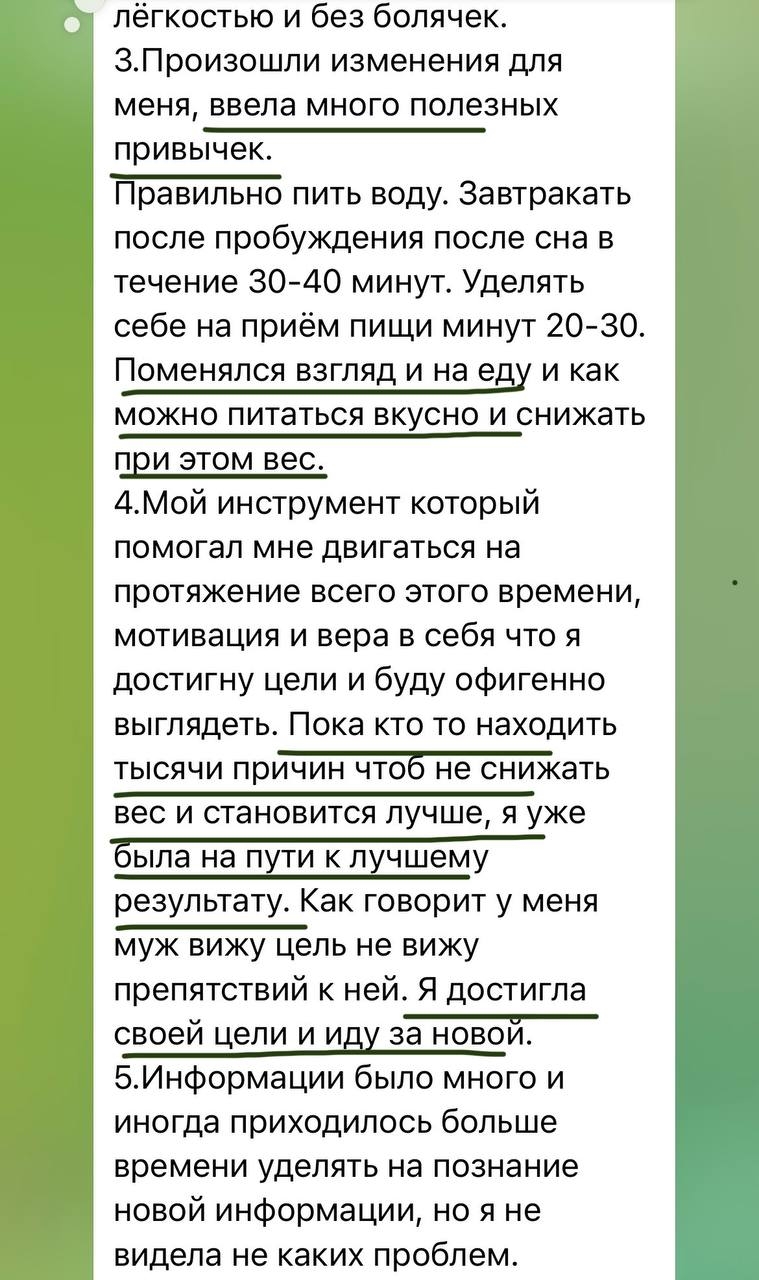 лёгкостью и без болячек.
3.Произошли изменения для
меня, ввела много полезных
привычек.
Правильно пить воду. Завтракать
после пробуждения после сна в
течение 30-40 минут. Уделять
себе на приём пищи минут 20-30.
Поменялся взгляд и на еду и как
можно питаться вкусно и снижать
при этом вес.
4.Мой инструмент который
помогал мне двигаться на
протяжение всего этого времени,
мотивация и вера в себя что я
достигну цели и буду офигенно
выглядеть. Пока кто то находить
тысячи причин чтоб не снижать
вес и становится лучше, я уже
была на пути к лучшему
результату. Как говорит у меня
муж вижу цель не вижу
препятствий к ней. Я достигла
своей цели и иду за новой.
5.Информации было много и
иногда приходилось больше
времени уделять на познание
новой информации, но я не
видела не каких проблем.